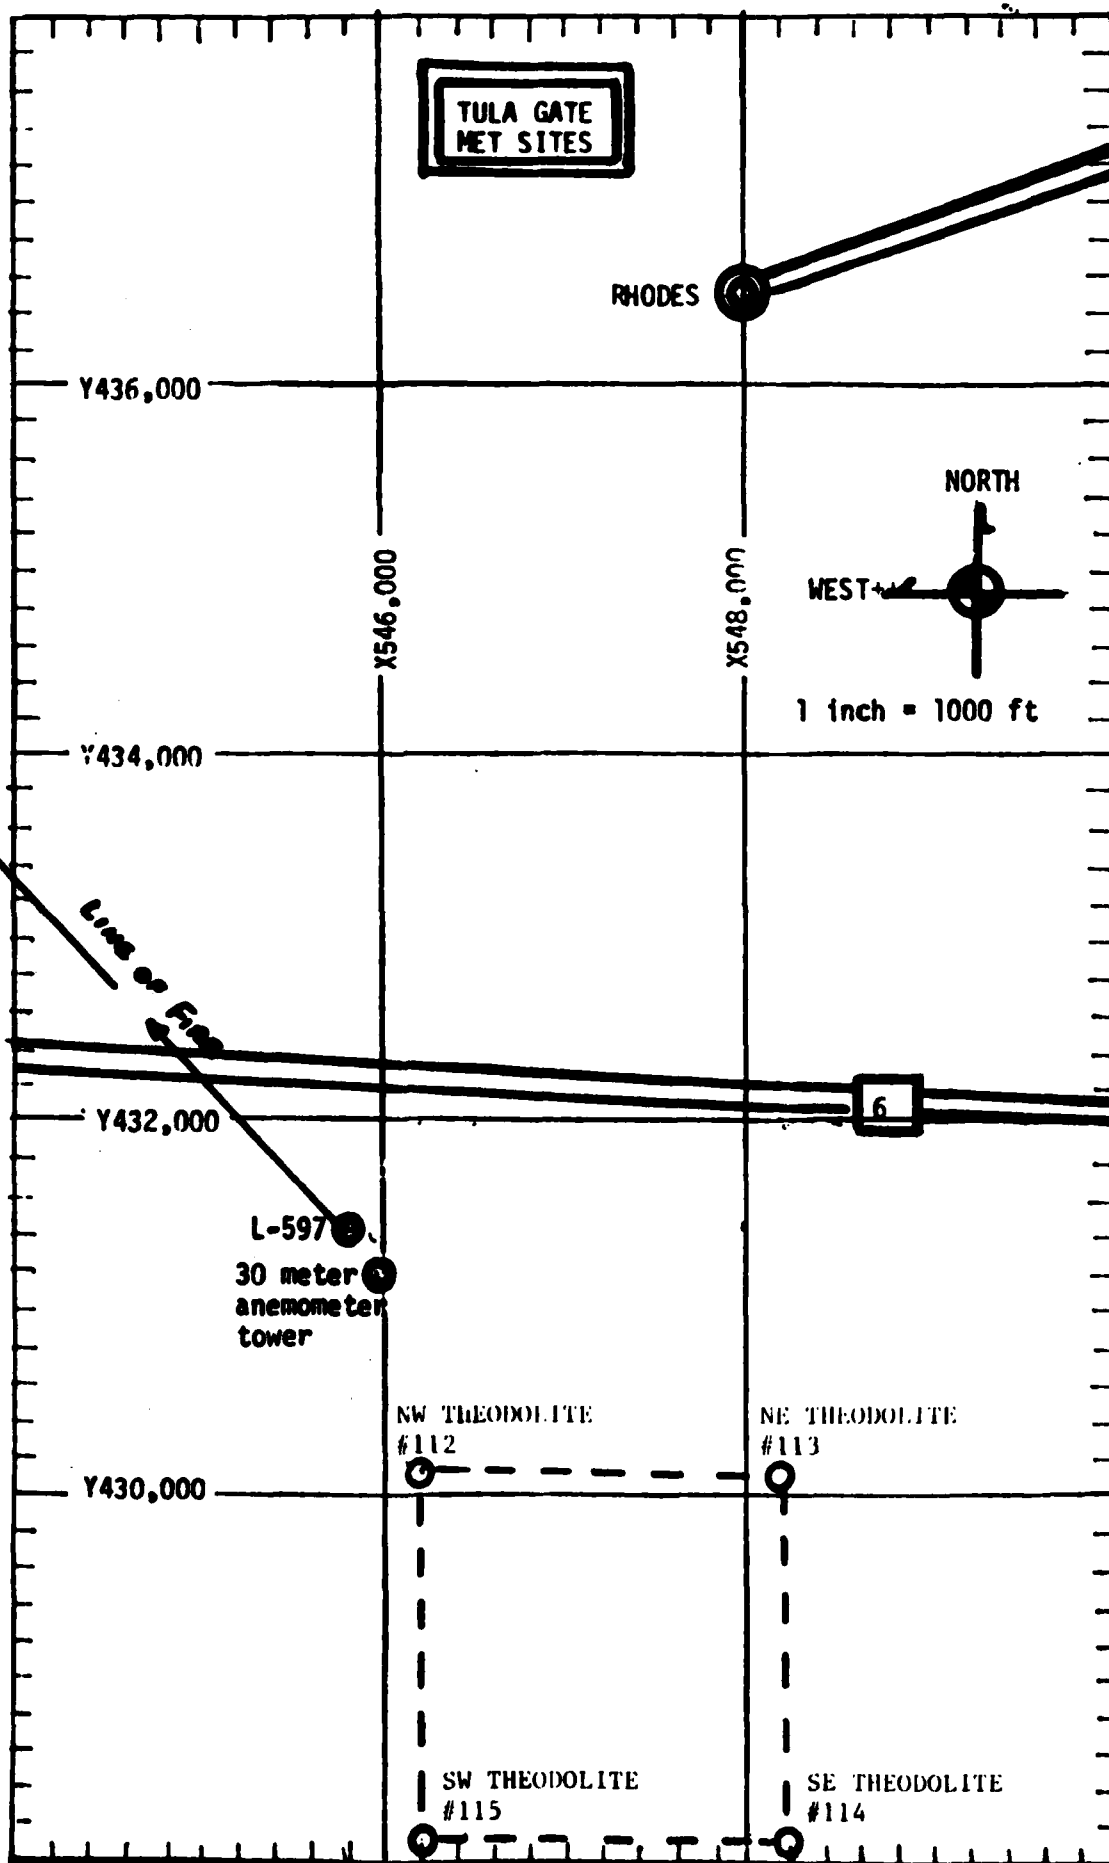 TULA GATE
MET SITES
RHODES
Y436,000
NORTH
X546,000
X548,000
WEST
1 inch = 1000 ft
Y434,000
LINE OF FIRE
6
Y432,000
L-597
30 meter
anemometer
tower
NW THEODOLITE
#112
NE THEODOLITE
#113
Y430,000
SW THEODOLITE
#115
SE THEODOLITE
#114